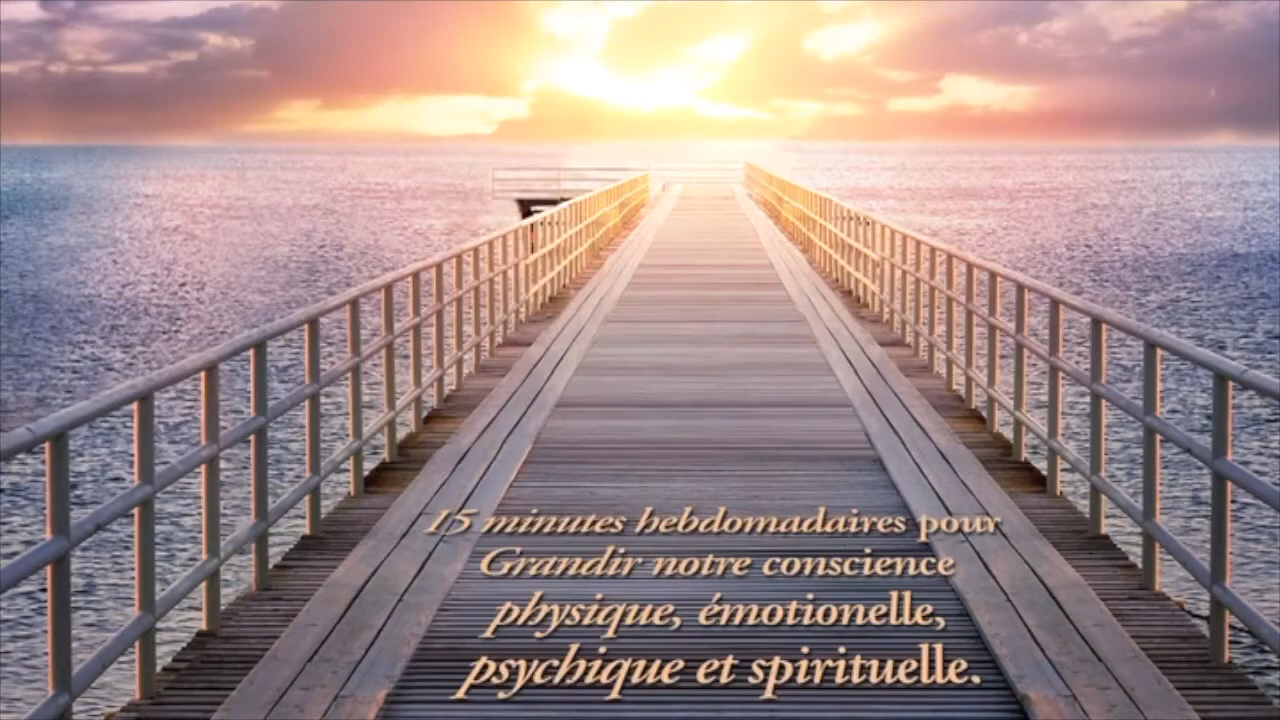 15 minutes hebdomadaires pour
Grandir notre conscience
physique, émotionelle,
psychique et spirituelle.